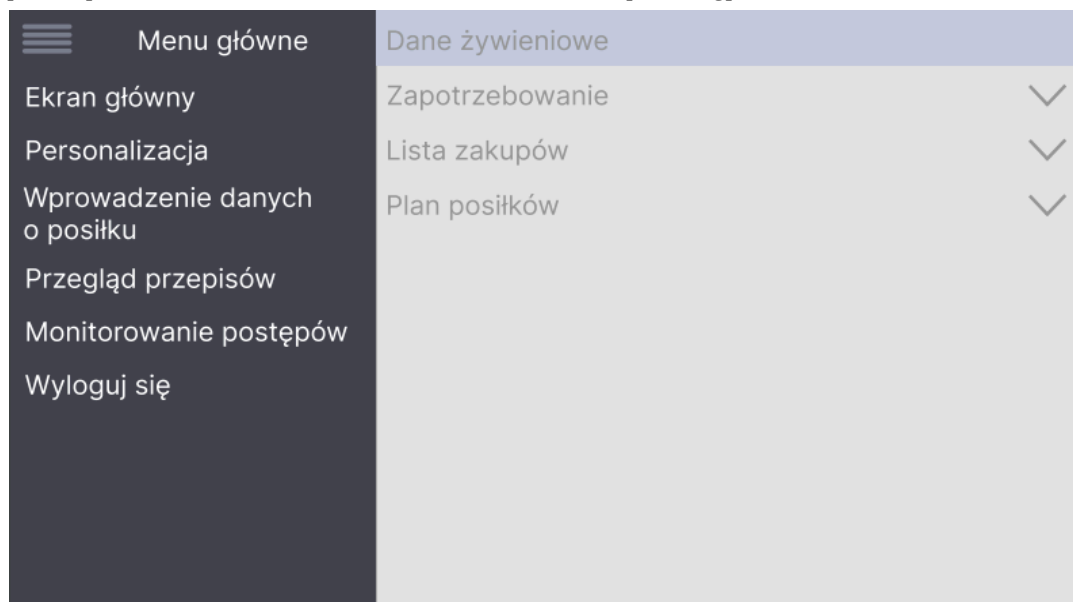 Menu główne
Dane żywieniowe
Ekran główny
Zapotrzebowanie
Personalizacja
Lista zakupów
Wprowadzenie danych
o posiłku
Plan posiłków
Przegląd przepisów
Monitorowanie postępów
Wyloguj się